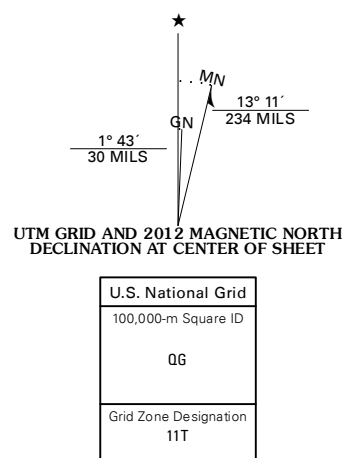 MN
GN
13° 11´
234 MILS
1° 43´
30 MILS
UTM GRID AND 2012 MAGNETIC NORTH
DECLINATION AT CENTER OF SHEET
U.S. National Grid
100,000-m Square ID
QG
Grid Zone Designation
11T